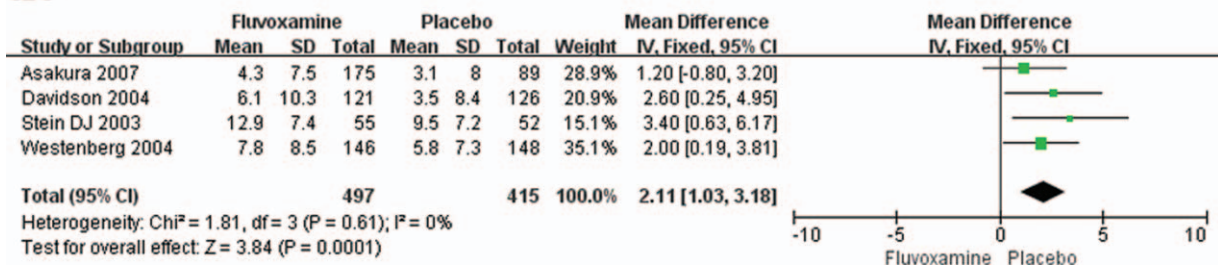 Fluvoxamine Placebo Mean Difference Mean Difference
Study or Subgroup Mean SD Total Mean SD Total Weight IV, Fixed, 95% CI IV, Fixed, 95% CI
Asakura 2007 4.3 7.5 175 3.1 8 89 28.9% 1.20 [-0.80, 3.20]
Davidson 2004 6.1 10.3 121 3.5 8.4 126 20.9% 2.60 [0.25, 4.95]
Stein DJ 2003 12.9 7.4 55 9.5 7.2 52 15.1% 3.40 [0.63, 6.17]
Westenberg 2004 7.8 8.5 146 5.8 7.3 148 35.1% 2.00 [0.19, 3.81]
Total (95% CI) 497 415 100.0% 2.11 [1.03, 3.18]
Heterogeneity: Chi² = 1.81, df = 3 (P = 0.61); I² = 0%
Test for overall effect: Z = 3.84 (P = 0.0001)
-10 -5 0 5 10
Fluvoxamine Placebo